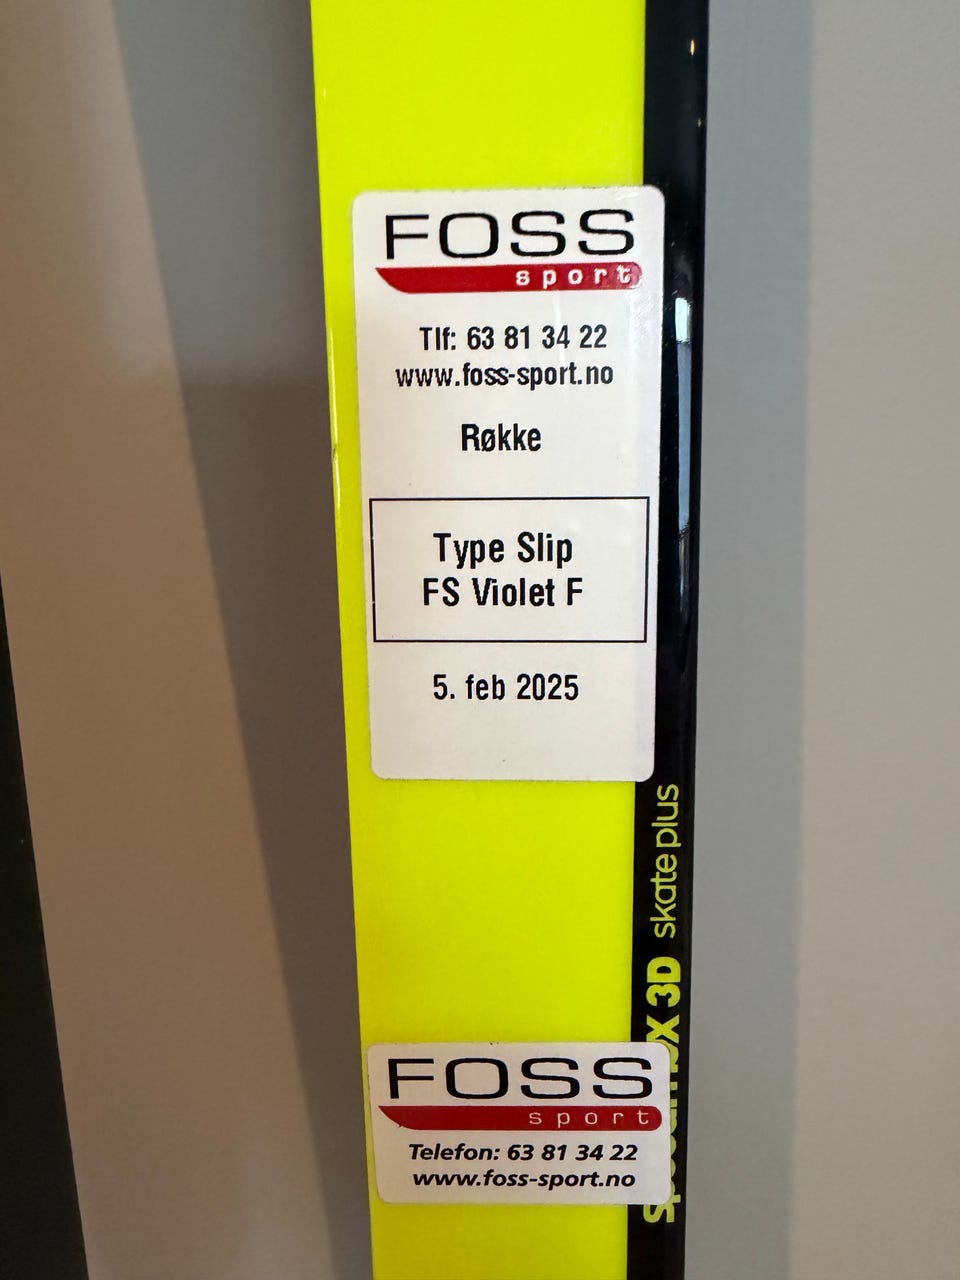 FOSS
sport
Tlf: 63 81 34 22
www.foss-sport.no
Røkke
Type Slip
FS Violet F
5. feb 2025
skate plus
3D
FOSS
sport
Telefon: 63 81 34 22
www.foss-sport.no